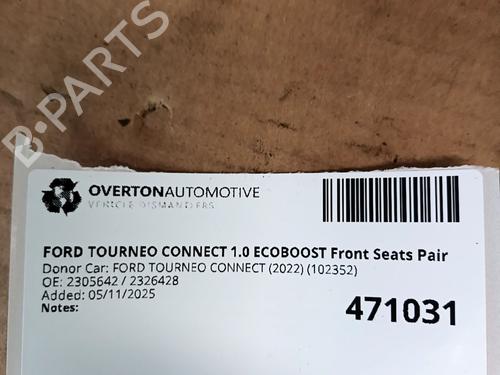 B-PARTS
OVERTONAUTOMOTIVE
VEHICLE DISMANTLERS
FORD TOURNEO CONNECT 1.0 ECOBOOST Front Seats Pair
Donor Car: FORD TOURNEO CONNECT (2022) (102352)
OE: 2305642 / 2326428
Added: 05/11/2025
Notes:
471031